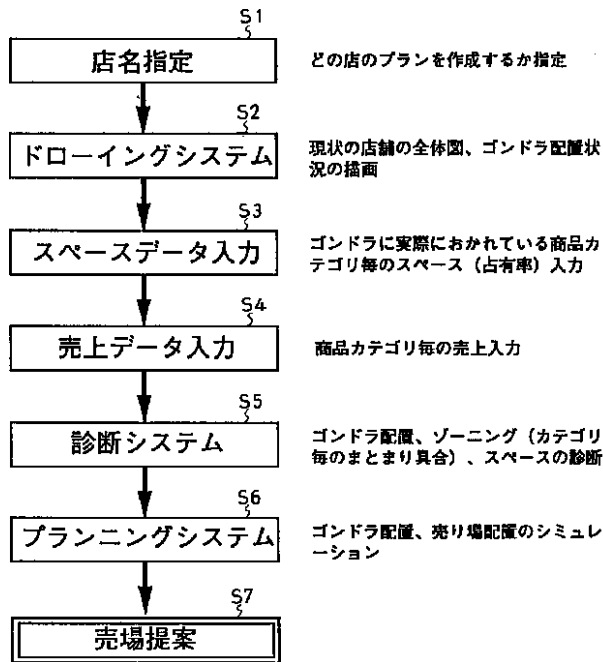 S1
店名指定
どの店のプランを作成するか指定
S2
ドローイングシステム
現状の店舗の全体図、ゴンドラ配置状
況の描画
S3
スペースデータ入力
ゴンドラに実際におかれている商品カ
テゴリ毎のスペース（占有率）入力
S4
売上データ入力
商品カテゴリ毎の売上入力
S5
診断システム
ゴンドラ配置、ゾーニング（カテゴリ
毎のまとまり具合）、スペースの診断
S6
プランニングシステム
ゴンドラ配置、売り場配置のシミュレ
ーション
S7
売場提案